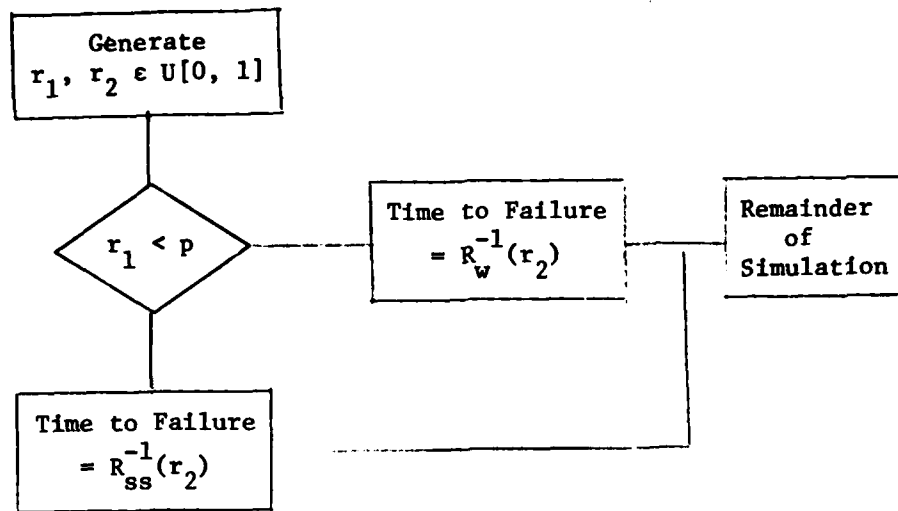 Generate
r₁, r₂ ε U[0, 1]
r₁ < p
Time to Failure
= R_w^{-1}(r₂)
Remainder
of
Simulation
Time to Failure
= R_ss^{-1}(r₂)